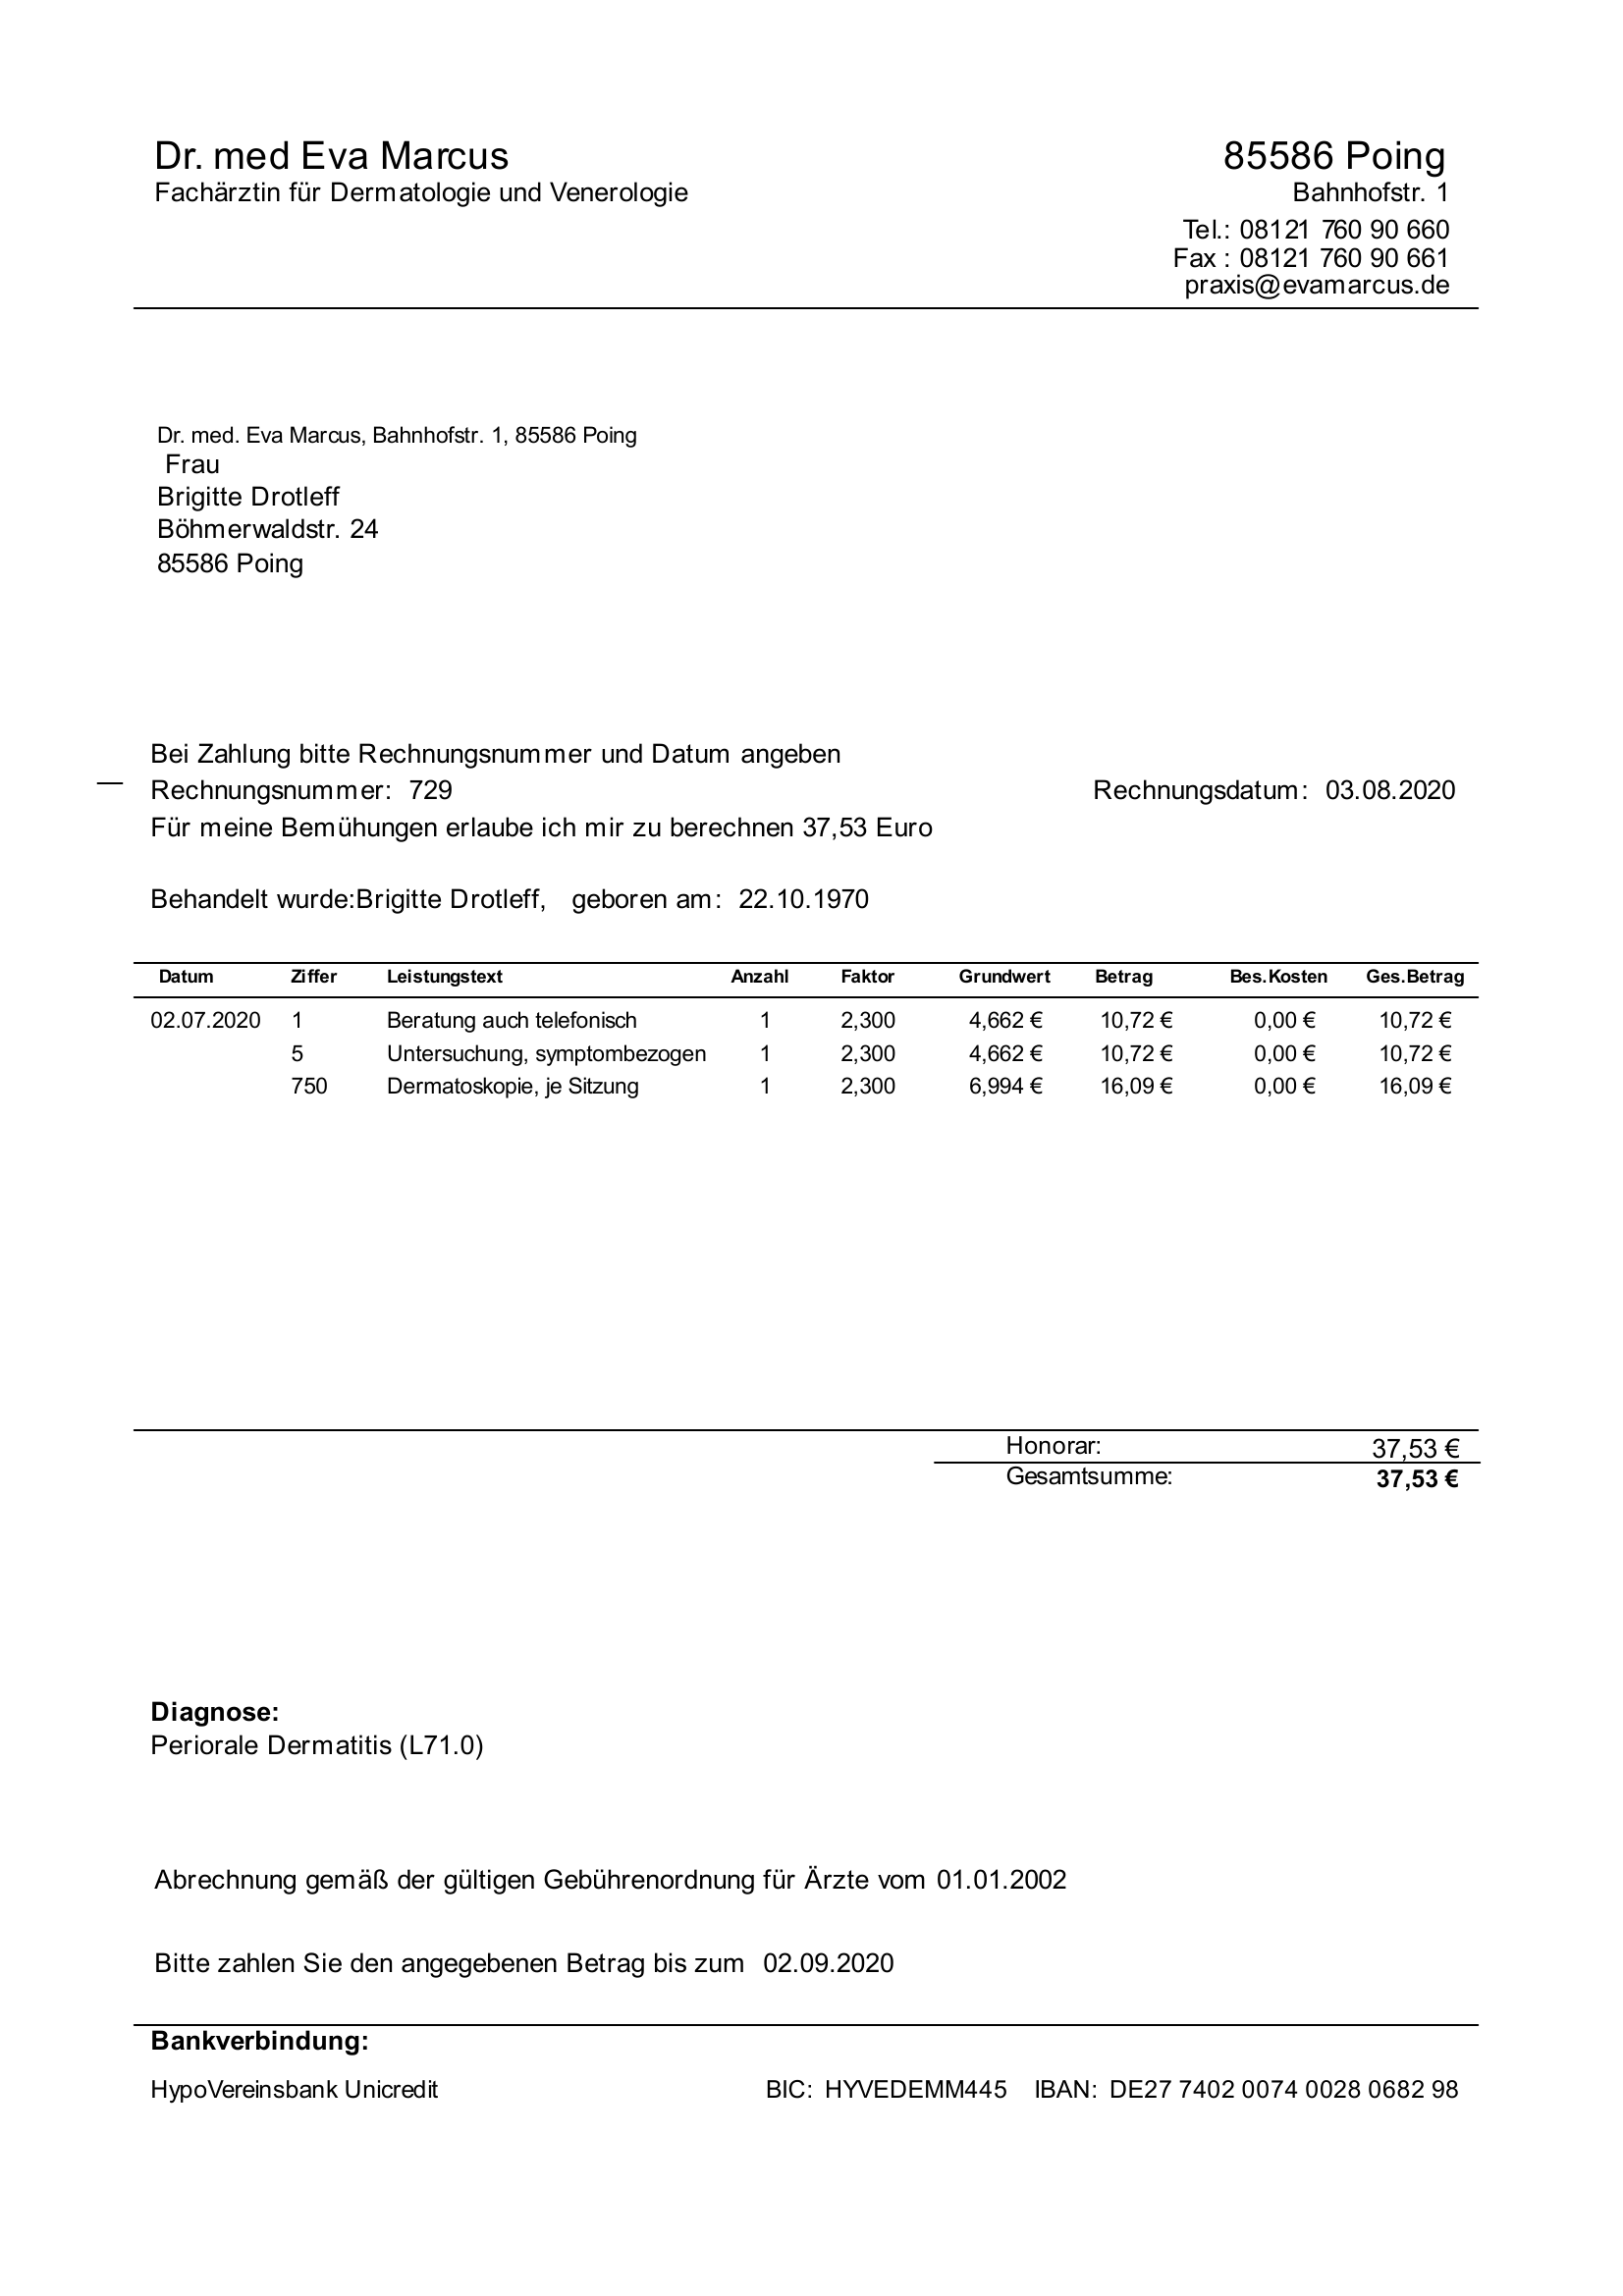 Dr. med Eva Marcus 85586 Poing
Fachärztin für Dermatologie und Venerologie Bahnhofstr. 1
Tel.: 08121 760 90 660
Fax : 08121 760 90 661
praxis@evamarcus.de
Dr. med. Eva Marcus, Bahnhofstr. 1, 85586 Poing
Frau
Brigitte Drotleff
Böhmerwaldstr. 24
85586 Poing
Bei Zahlung bitte Rechnungsnummer und Datum angeben
Rechnungsnummer: 729 Rechnungsdatum: 03.08.2020
Für meine Bemühungen erlaube ich mir zu berechnen 37,53 Euro
Behandelt wurde:Brigitte Drotleff, geboren am: 22.10.1970
Datum Ziffer Leistungstext Anzahl Faktor Grundwert Betrag Bes.Kosten Ges.Betrag
02.07.2020 1 Beratung auch telefonisch 1 2,300 4,662 € 10,72 € 0,00 € 10,72 €
5 Untersuchung, symptombezogen 1 2,300 4,662 € 10,72 € 0,00 € 10,72 €
750 Dermatoskopie, je Sitzung 1 2,300 6,994 € 16,09 € 0,00 € 16,09 €
Honorar: 37,53 €
Gesamtsumme: 37,53 €
Diagnose:
Periorale Dermatitis (L71.0)
Abrechnung gemäß der gültigen Gebührenordnung für Ärzte vom 01.01.2002
Bitte zahlen Sie den angegebenen Betrag bis zum 02.09.2020
Bankverbindung:
HypoVereinsbank Unicredit BIC: HYVEDEMM445 IBAN: DE27 7402 0074 0028 0682 98